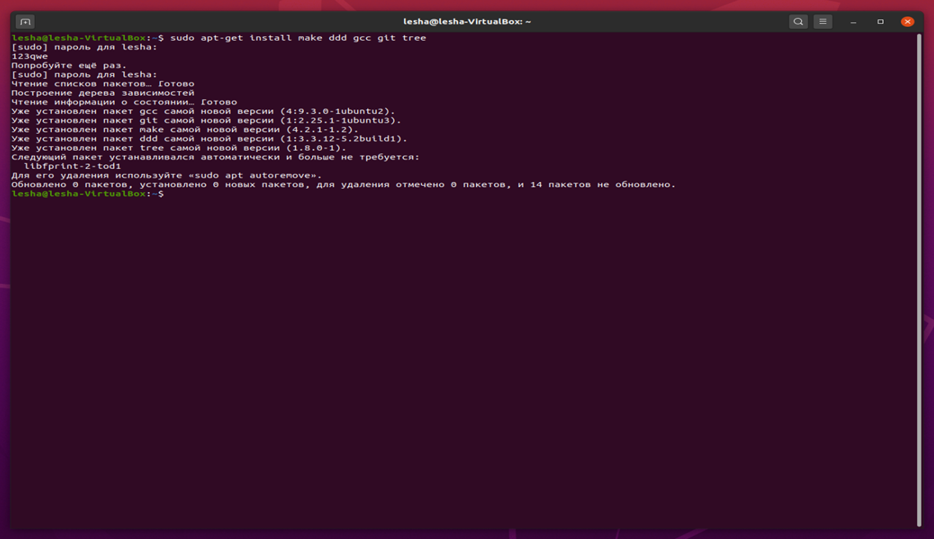 lesha@lesha-VirtualBox: ~
lesha@lesha-VirtualBox:~$ sudo apt-get install make ddd gcc git tree
[sudo] пароль для lesha:
123qwe
Попробуйте ещё раз.
[sudo] пароль для lesha:
Чтение списков пакетов… Готово
Построение дерева зависимостей
Чтение информации о состоянии… Готово
Уже установлен пакет gcc самой новой версии (4:9.3.0-1ubuntu2).
Уже установлен пакет git самой новой версии (1:2.25.1-1ubuntu3).
Уже установлен пакет make самой новой версии (4.2.1-1.2).
Уже установлен пакет ddd самой новой версии (1:3.3.12-5.2build1).
Уже установлен пакет tree самой новой версии (1.8.0-1).
Следующий пакет устанавливался автоматически и больше не требуется:
  libfprint-2-tod1
Для его удаления используйте «sudo apt autoremove».
Обновлено 0 пакетов, установлено 0 новых пакетов, для удаления отмечено 0 пакетов, и 14 пакетов не обновлено.
lesha@lesha-VirtualBox:~$